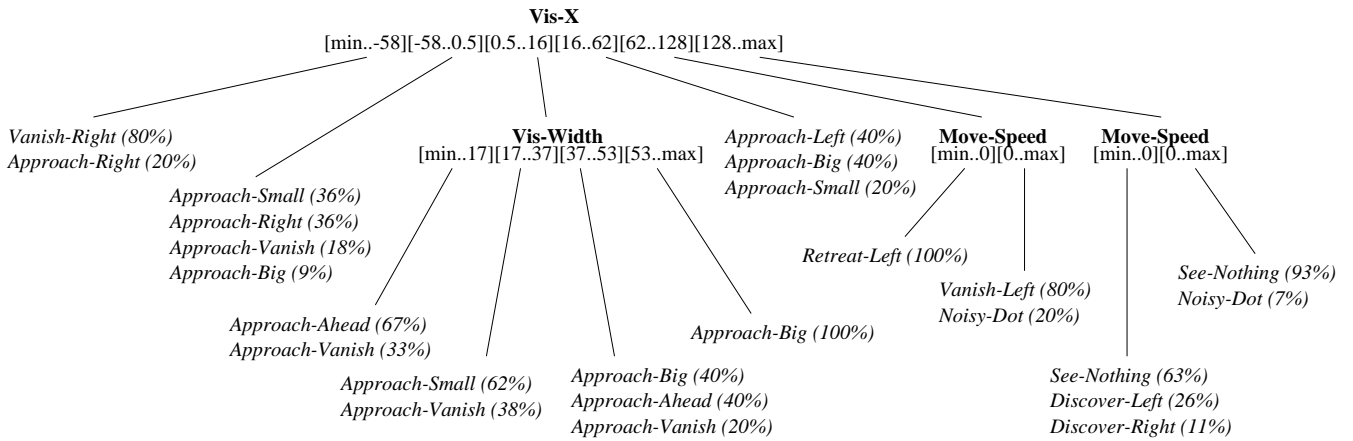 Vis-X
[min..-58][-58..0.5][0.5..16][16..62][62..128][128..max]
Vanish-Right (80%)
Approach-Right (20%)
Approach-Small (36%)
Approach-Right (36%)
Approach-Vanish (18%)
Approach-Big (9%)
Vis-Width
[min..17][17..37][37..53][53..max]
Approach-Ahead (67%)
Approach-Vanish (33%)
Approach-Small (62%)
Approach-Vanish (38%)
Approach-Big (40%)
Approach-Ahead (40%)
Approach-Vanish (20%)
Approach-Big (100%)
Approach-Left (40%)
Approach-Big (40%)
Approach-Small (20%)
Move-Speed
[min..0][0..max]
Retreat-Left (100%)
Vanish-Left (80%)
Noisy-Dot (20%)
Move-Speed
[min..0][0..max]
See-Nothing (63%)
Discover-Left (26%)
Discover-Right (11%)
See-Nothing (93%)
Noisy-Dot (7%)